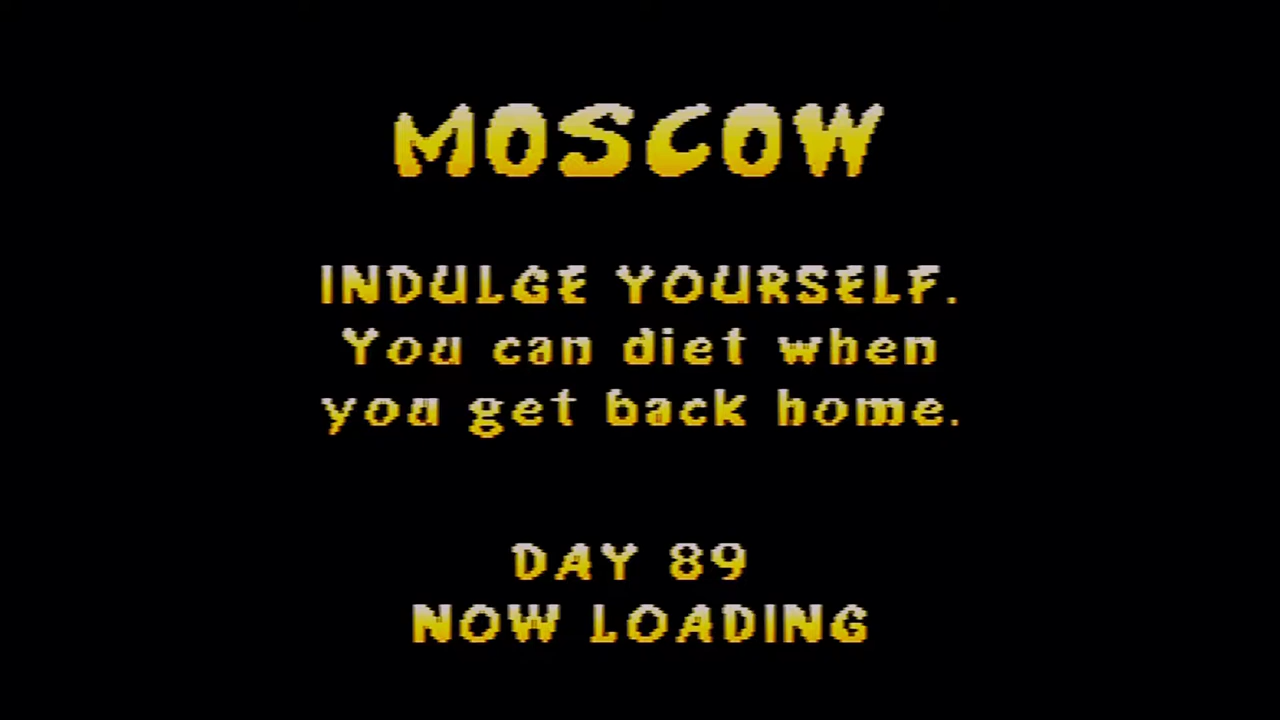 MOSCOW
INDULGE YOURSELF.
You can diet when
you get back home.
DAY 89
NOW LOADING